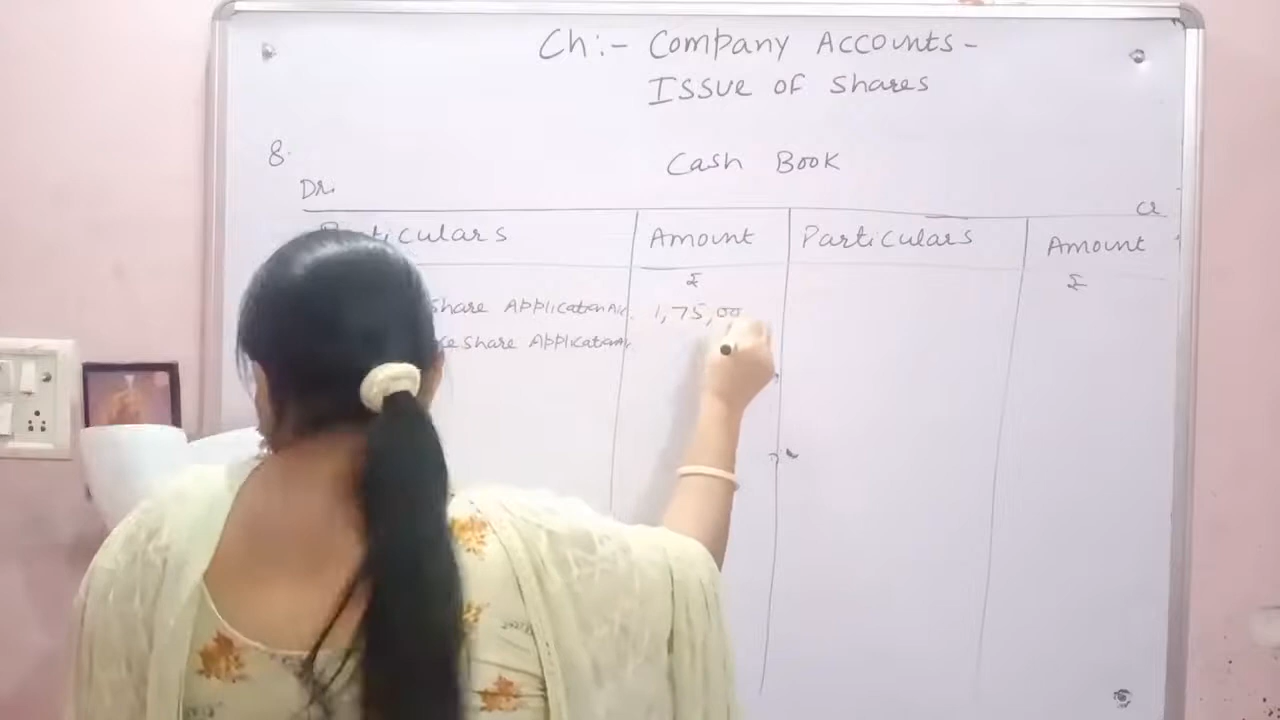 Ch:- Company Accounts-
Issue of Shares
8.
Cash Book
Dr.
Cr
Particulars Amount Particulars Amount
₹ ₹
Share Application A/c. 1,75,00
ce Share Application A/c.